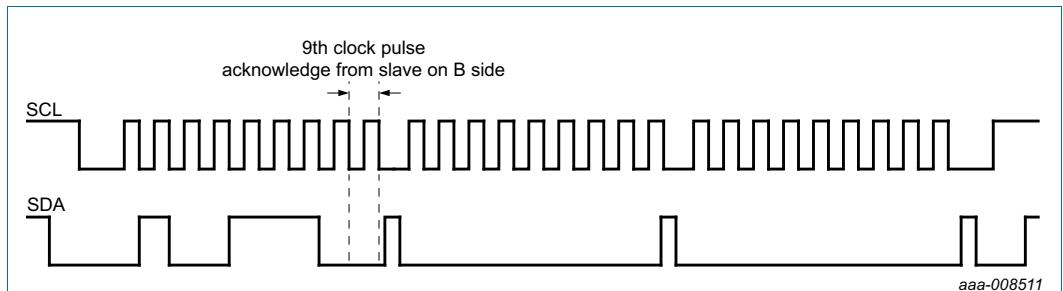 9th clock pulse
acknowledge from slave on B side
SCL
SDA
aaa-008511